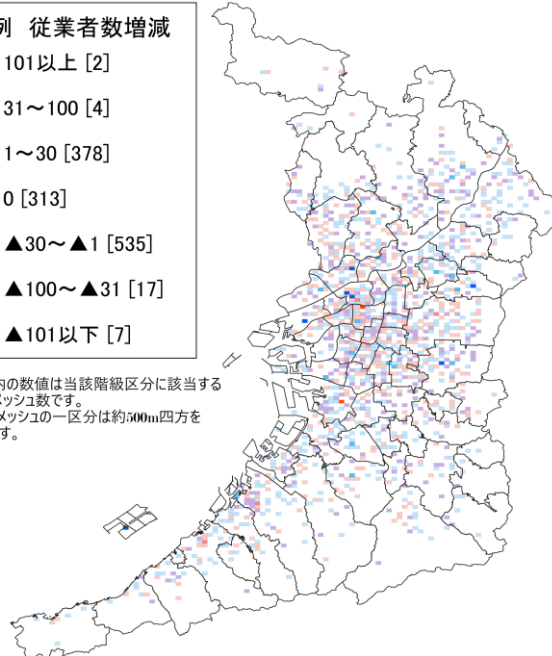 例 従業者数増減
101以上 [2]
31～100 [4]
1～30 [378]
0 [313]
▲30～▲1 [535]
▲100～▲31 [17]
▲101以下 [7]
内の数値は当該階級区分に該当する
メッシュ数です。
メッシュの一区分は約500m四方を
す。